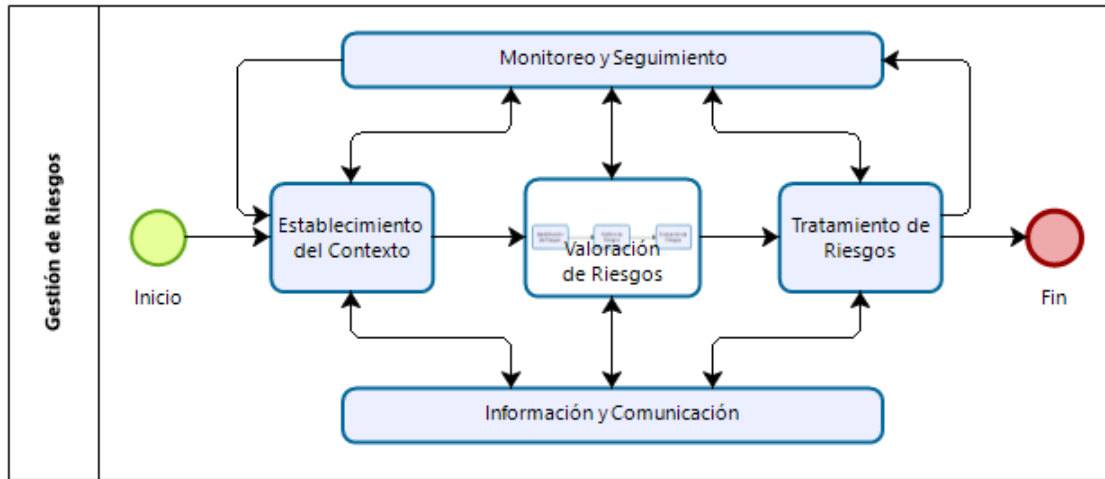 Gestión de Riesgos
Monitoreo y Seguimiento
Establecimiento
del Contexto
Valoración
de Riesgos
Tratamiento de
Riesgos
Inicio
Fin
Información y Comunicación